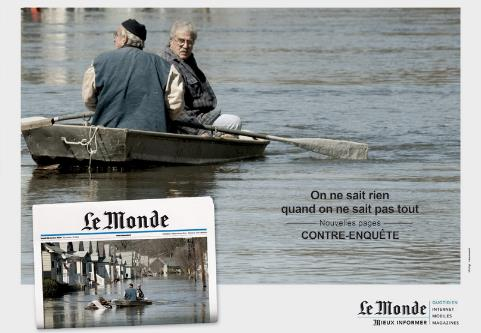 On ne sait rien
quand on ne sait pas tout
Nouvelles pages
CONTRE-ENQUÊTE
Le Monde
Le Monde
MIEUX INFORMER
QUOTIDIEN
INTERNET
MOBILES
MAGAZINES